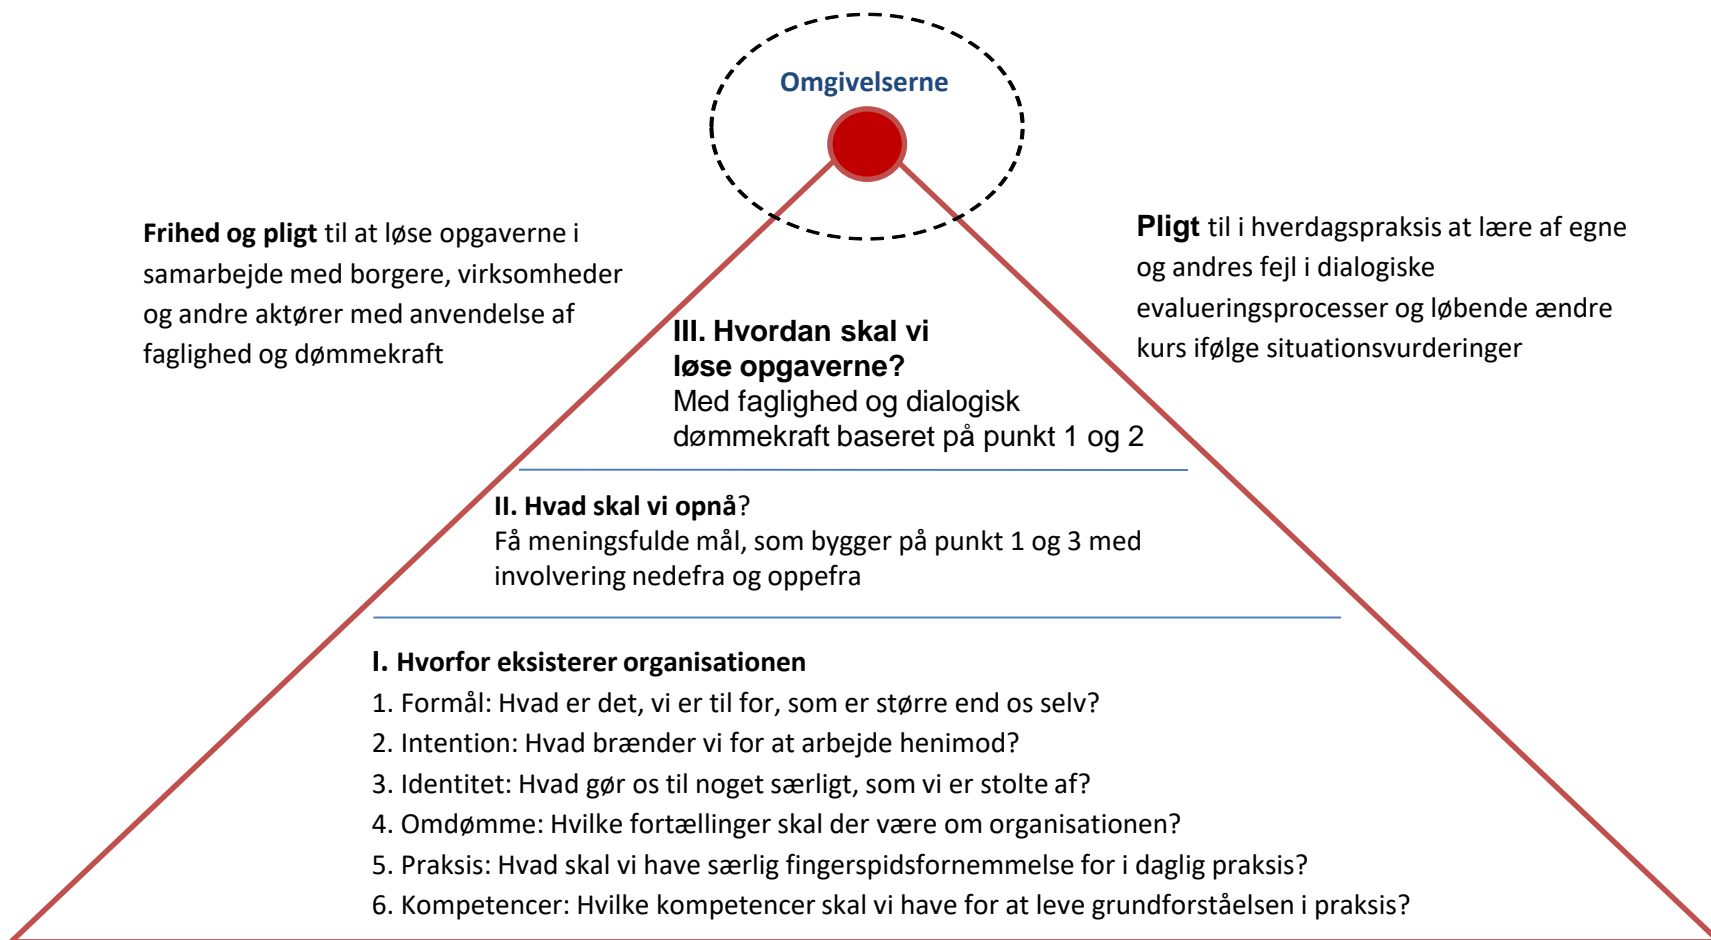 Omgivelserne
Frihed og pligt til at løse opgaverne i
samarbejde med borgere, virksomheder
og andre aktører med anvendelse af
faglighed og dømmekraft
Pligt til i hverdagspraksis at lære af egne
og andres fejl i dialogiske
evalueringsprocesser og løbende ændre
kurs ifølge situationsvurderinger
III. Hvordan skal vi
løse opgaverne?
Med faglighed og dialogisk
dømmekraft baseret på punkt 1 og 2
II. Hvad skal vi opnå?
Få meningsfulde mål, som bygger på punkt 1 og 3 med
involvering nedefra og oppefra
I. Hvorfor eksisterer organisationen
1. Formål: Hvad er det, vi er til for, som er større end os selv?
2. Intention: Hvad brænder vi for at arbejde henimod?
3. Identitet: Hvad gør os til noget særligt, som vi er stolte af?
4. Omdømme: Hvilke fortællinger skal der være om organisationen?
5. Praksis: Hvad skal vi have særlig fingerspidsfornemmelse for i daglig praksis?
6. Kompetencer: Hvilke kompetencer skal vi have for at leve grundforståelsen i praksis?